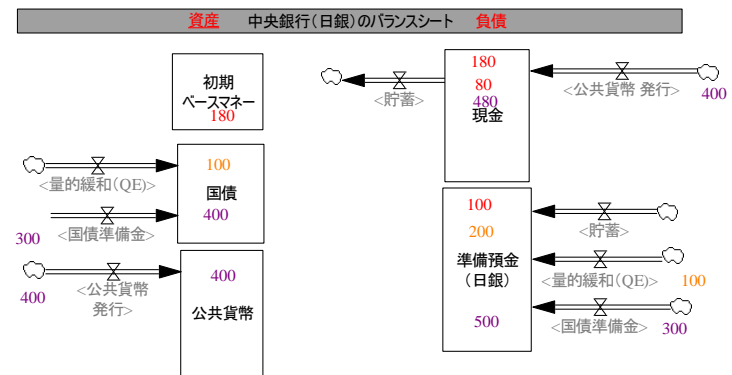 資産 中央銀行(日銀)のバランスシート 負債
初期
ベースマネー
180
<量的緩和(QE)>
100
国債
400
300
<国債準備金>
400
<公共貨幣
発行>
400
公共貨幣
<貯蓄>
180
80
480
現金
<公共貨幣 発行>
400
100
200
準備預金
(日銀)
500
<貯蓄>
<量的緩和(QE)>
100
<国債準備金>
300